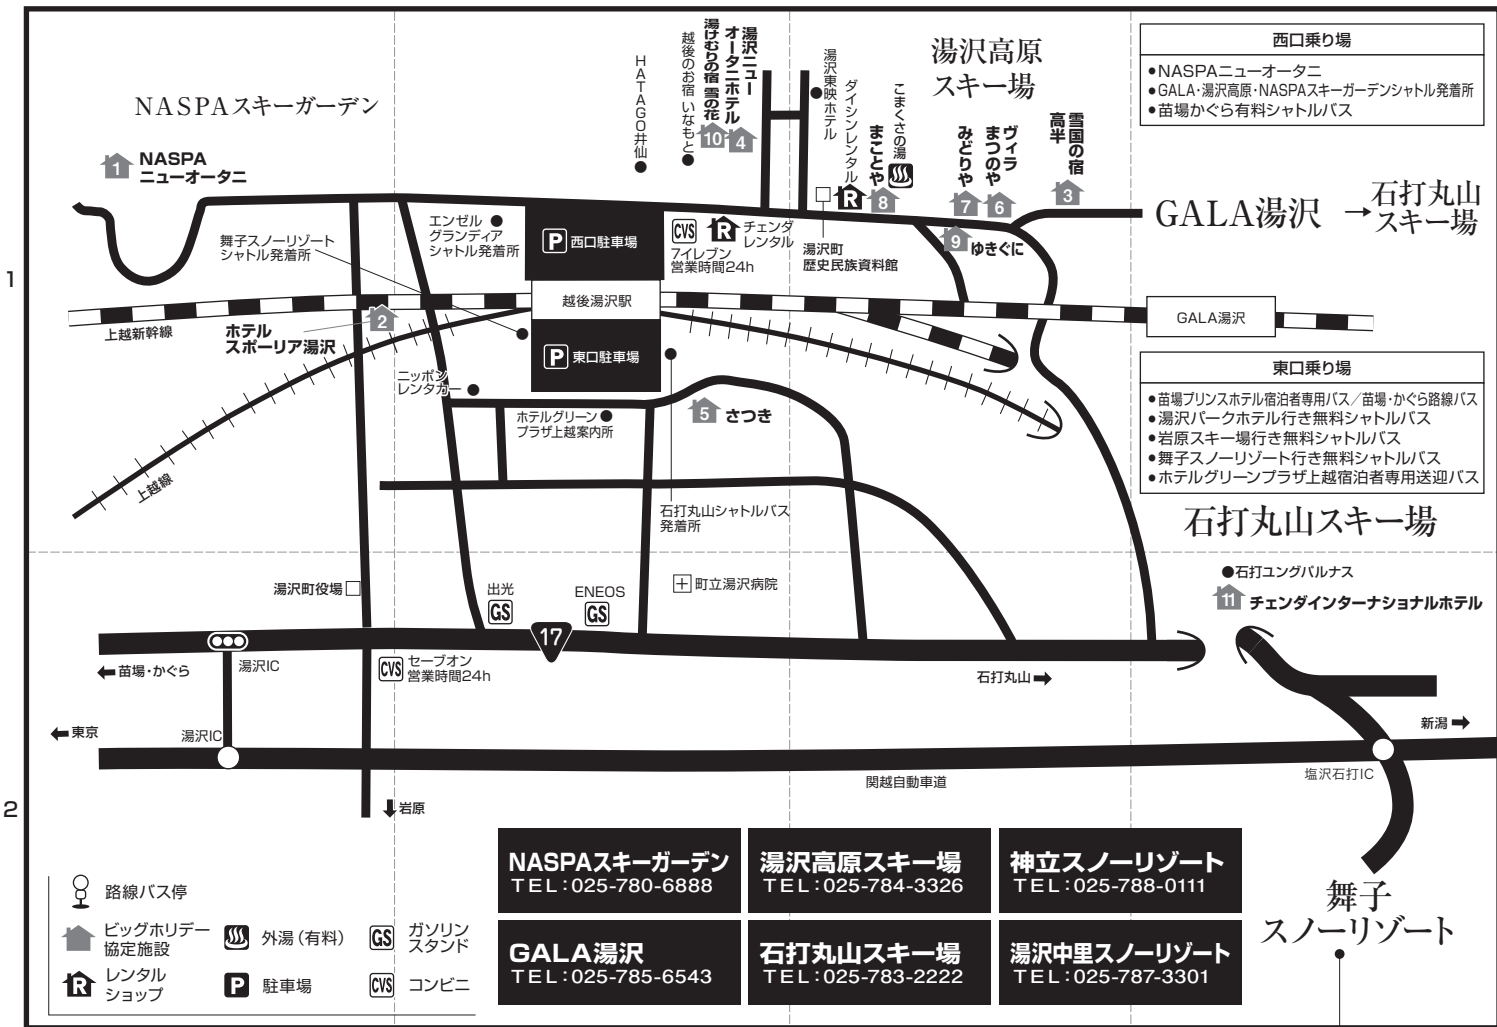 NASPAスキーガーデン
1
NASPA
ニューオータニ
HATAGO井仙
越後のお宿 いなもと
湯けむりの宿 雪の花
10
湯沢ニュー
オータニホテル
4
湯沢東映ホテル
ダイシンレンタル
R
まことや
8
こまくさの湯
湯沢高原
スキー場
みどりや
7
ヴィラ
まつのや
6
雪国の宿
高半
3
9
ゆきぐに
西口乗り場
●NASPAニューオータニ
●GALA・湯沢高原・NASPAスキーガーデンシャトル発着所
●苗場かぐら有料シャトルバス
GALA湯沢
→石打丸山
スキー場
舞子スノーリゾート
シャトル発着所
エンゼル
グランディア
シャトル発着所
P 西口駐車場
CVS
7イレブン
営業時間24h
R
チェンダ
レンタル
湯沢町
歴史民族資料館
1
上越新幹線
2
ホテル
スポーリア湯沢
越後湯沢駅
GALA湯沢
P 東口駐車場
ニッポン
レンタカー
ホテルグリーン
プラザ上越案内所
5 さつき
東口乗り場
●苗場プリンスホテル宿泊者専用バス/苗場・かぐら路線バス
●湯沢パークホテル行き無料シャトルバス
●岩原スキー場行き無料シャトルバス
●舞子スノーリゾート行き無料シャトルバス
●ホテルグリーンプラザ上越宿泊者専用送迎バス
上越線
石打丸山シャトルバス
発着所
石打丸山スキー場
湯沢町役場
出光
GS
ENEOS
GS
町立湯沢病院
●石打ユングパルナス
11 チェンダインターナショナルホテル
17
←苗場・かぐら
湯沢IC
CVS
セーブオン
営業時間24h
石打丸山→
←東京
湯沢IC
新潟→
関越自動車道
塩沢石打IC
2
↓岩原
NASPAスキーガーデン
TEL:025-780-6888
湯沢高原スキー場
TEL:025-784-3326
神立スノーリゾート
TEL:025-788-0111
GALA湯沢
TEL:025-785-6543
石打丸山スキー場
TEL:025-783-2222
湯沢中里スノーリゾート
TEL:025-787-3301
舞子
スノーリゾート
路線バス停
ビッグホリデー
協定施設
外湯(有料)
GS
ガソリン
スタンド
R
レンタル
ショップ
P 駐車場
CVS コンビニ